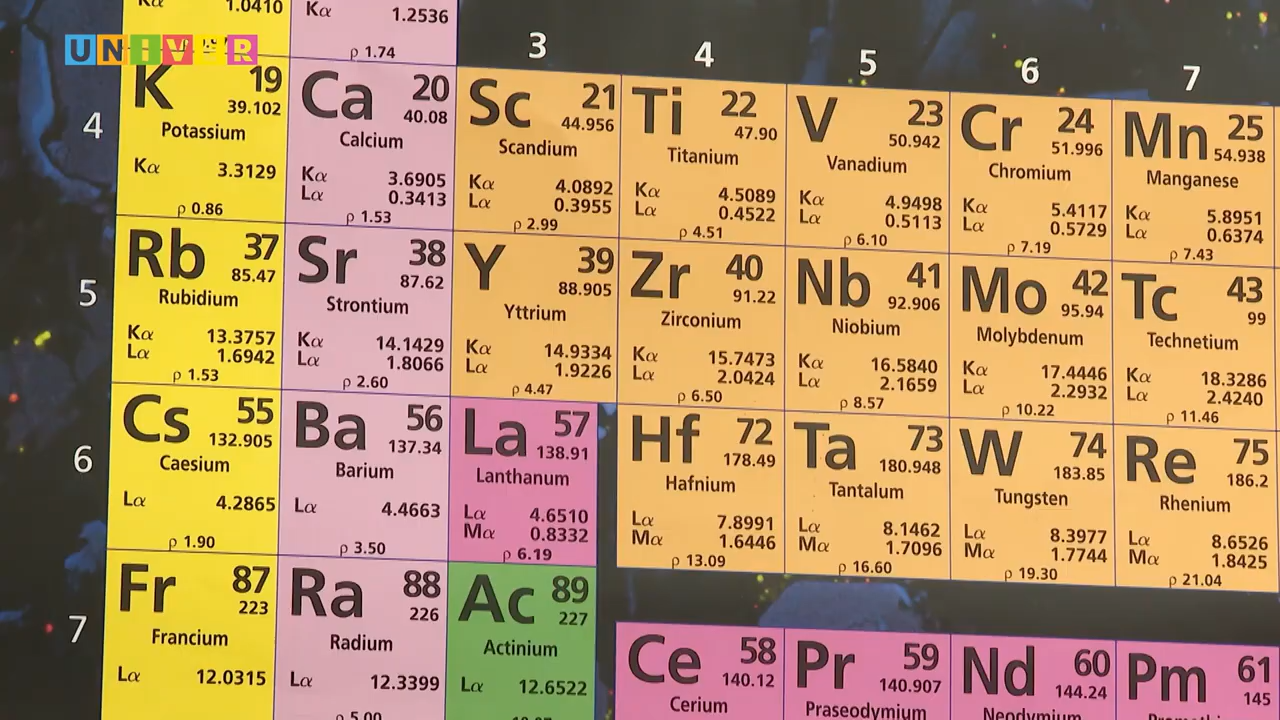 UNIVER
Kα 1.0410
Kα 1.2536
ρ 1.74
3 4 5 6 7
4
K 19
39.102
Potassium
Kα 3.3129
ρ 0.86
Ca 20
40.08
Calcium
Kα 3.6905
Lα 0.3413
ρ 1.53
Sc 21
44.956
Scandium
Kα 4.0892
Lα 0.3955
ρ 2.99
Ti 22
47.90
Titanium
Kα 4.5089
Lα 0.4522
ρ 4.51
V 23
50.942
Vanadium
Kα 4.9498
Lα 0.5113
ρ 6.10
Cr 24
51.996
Chromium
Kα 5.4117
Lα 0.5729
ρ 7.19
Mn 25
54.938
Manganese
Kα 5.8951
Lα 0.6374
ρ 7.43
5
Rb 37
85.47
Rubidium
Kα 13.3757
Lα 1.6942
ρ 1.53
Sr 38
87.62
Strontium
Kα 14.1429
Lα 1.8066
ρ 2.60
Y 39
88.905
Yttrium
Kα 14.9334
Lα 1.9226
ρ 4.47
Zr 40
91.22
Zirconium
Kα 15.7473
Lα 2.0424
ρ 6.50
Nb 41
92.906
Niobium
Kα 16.5840
Lα 2.1659
ρ 8.57
Mo 42
95.94
Molybdenum
Kα 17.4446
Lα 2.2932
ρ 10.22
Tc 43
99
Technetium
Kα 18.3286
Lα 2.4240
ρ 11.46
6
Cs 55
132.905
Caesium
Lα 4.2865
ρ 1.90
Ba 56
137.34
Barium
Lα 4.4663
ρ 3.50
La 57
138.91
Lanthanum
Lα 4.6510
Mα 0.8332
ρ 6.19
Hf 72
178.49
Hafnium
Lα 7.8991
Mα 1.6446
ρ 13.09
Ta 73
180.948
Tantalum
Lα 8.1462
Mα 1.7096
ρ 16.60
W 74
183.85
Tungsten
Lα 8.3977
Mα 1.7744
ρ 19.30
Re 75
186.2
Rhenium
Lα 8.6526
Mα 1.8425
ρ 21.04
7
Fr 87
223
Francium
Lα 12.0315
Ra 88
226
Radium
Lα 12.3399
ρ 5.00
Ac 89
227
Actinium
Lα 12.6522
Ce 58
140.12
Cerium
Pr 59
140.907
Praseodymium
Nd 60
144.24
Neodymium
Pm 61
145